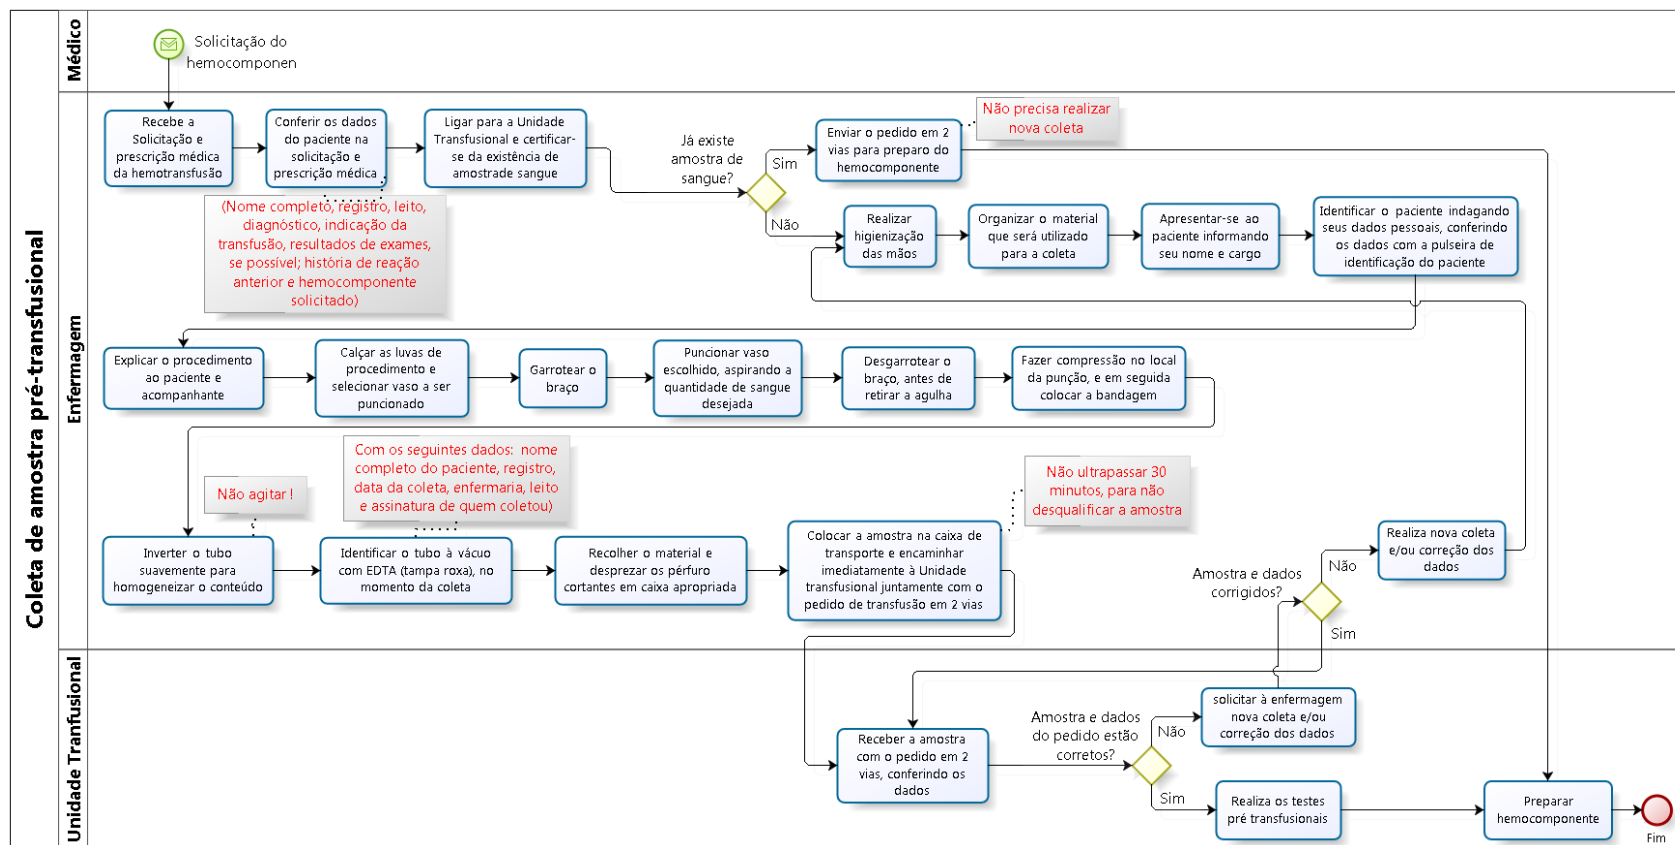 Coleta de amostra pré-transfusional
Médico
Solicitação do
hemocomponen
Enfermagem
Recebe a
Solicitação e
prescrição médica
da hemotransfusão
Conferir os dados
do paciente na
solicitação e
prescrição médica
(Nome completo, registro, leito,
diagnóstico, indicação da
transfusão, resultados de exames,
se possível; história de reação
anterior e hemocomponente
solicitado)
Ligar para a Unidade
Transfusional e certificar-
se da existência de
amostrade sangue
Já existe
amostra de
sangue?
Sim
Não
Enviar o pedido em 2
vias para preparo do
hemocomponente
Não precisa realizar
nova coleta
Realizar
higienização
das mãos
Organizar o material
que será utilizado
para a coleta
Apresentar-se ao
paciente informando
seu nome e cargo
Identificar o paciente indagando
seus dados pessoais, conferindo
os dados com a pulseira de
identificação do paciente
Explicar o procedimento
ao paciente e
acompanhante
Calçar as luvas de
procedimento e
selecionar vaso a ser
puncionado
Garrotear o
braço
Puncionar vaso
escolhido, aspirando a
quantidade de sangue
desejada
Desgarrotear o
braço, antes de
retirar a agulha
Fazer compressão no local
da punção, e em seguida
colocar a bandagem
Não agitar !
Inverter o tubo
suavemente para
homogeneizar o conteúdo
Com os seguintes dados:  nome
completo do paciente, registro,
data da coleta, enfermaria, leito
e assinatura de quem coletou)
Identificar o tubo à vácuo
com EDTA (tampa roxa), no
momento da coleta
Recolher o material e
desprezar os pérfuro
cortantes em caixa apropriada
Colocar a amostra na caixa de
transporte e encaminhar
imediatamente à Unidade
transfusional juntamente com o
pedido de transfusão em 2 vias
Não ultrapassar 30
minutos, para não
desqualificar a amostra
Amostra e dados
corrigidos?
Não
Sim
Realiza nova coleta
e/ou correção dos
dados
Unidade Tranfusional
Receber a amostra
com o pedido em 2
vias, conferindo os
dados
Amostra e dados
do pedido estão
corretos?
Não
Sim
solicitar à enfermagem
nova coleta e/ou
correção dos dados
Realiza os testes
pré transfusionais
Preparar
hemocomponente
Fim